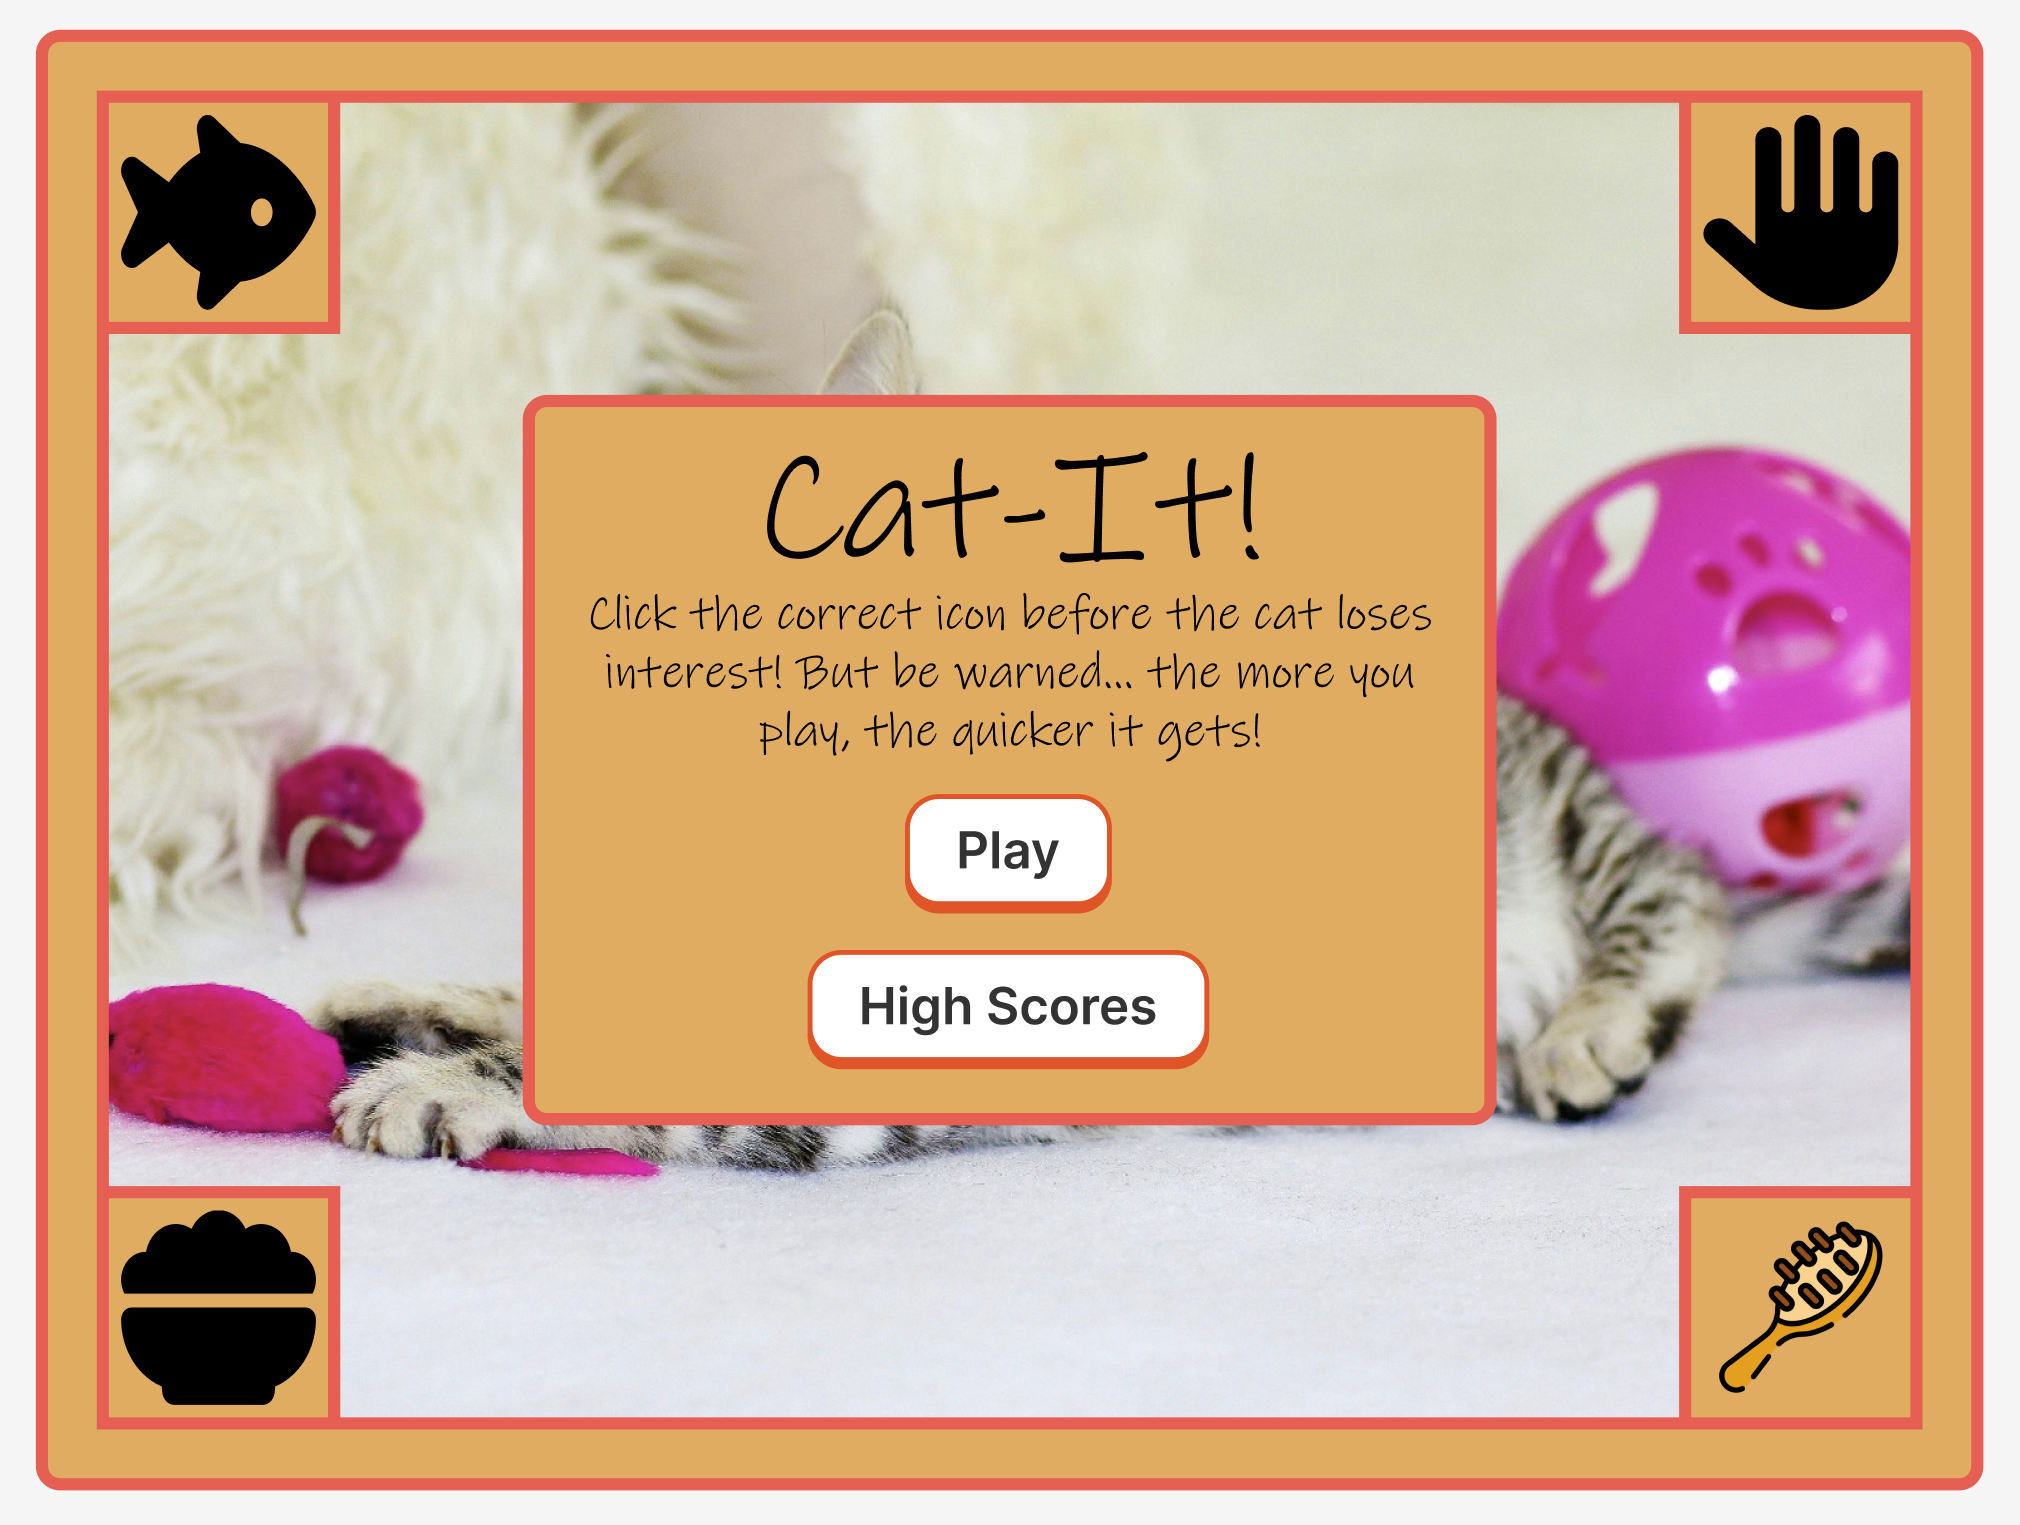 Cat-It!
Click the correct icon before the cat loses
interest! But be warned... the more you
play, the quicker it gets!
Play
High Scores